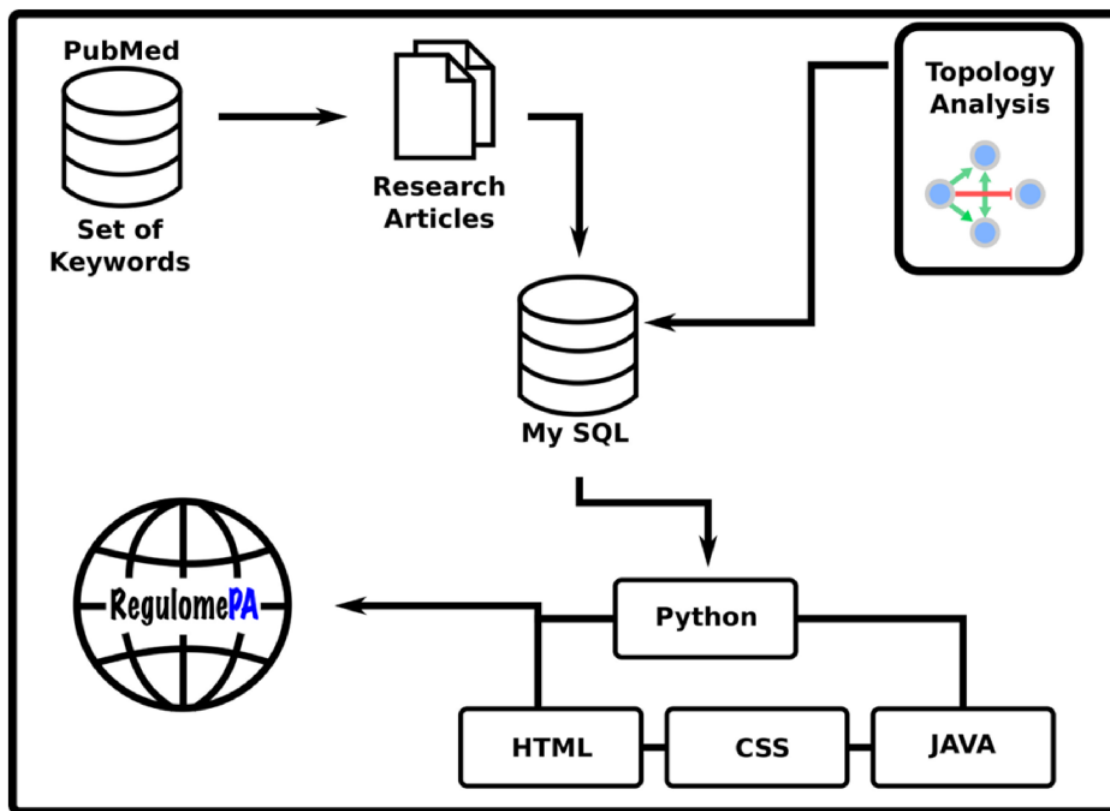 PubMed
Set of
Keywords
Research
Articles
Topology
Analysis
My SQL
RegulomePA
Python
HTML
CSS
JAVA